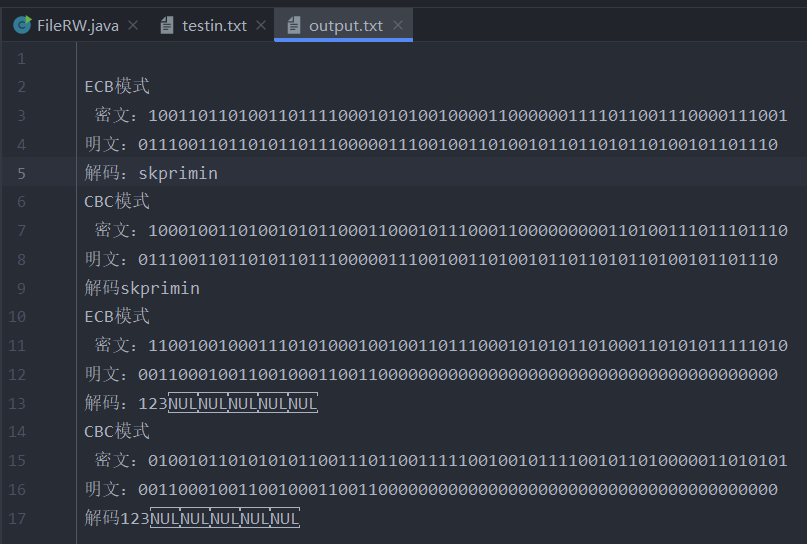 FileRW.java
testin.txt
output.txt
1
2 ECB模式
3 密文：1001101101001101111000101010010000110000001111011001110000111001
4 明文：0111001101101011011100000111001001101001011011010110100101101110
5 解码：skprimin
6 CBC模式
7 密文：1000100110100101011000110001011100011000000000110100111011101110
8 明文：0111001101101011011100000111001001101001011011010110100101101110
9 解码skprimin
10 ECB模式
11 密文：1100100100011101010001001001101110001010101101000110101011111010
12 明文：0011000100110010001100110000000000000000000000000000000000000000
13 解码：123NULNULNULNULNUL
14 CBC模式
15 密文：0100101101010101100111011001111100100101111001011010000011010101
16 明文：0011000100110010001100110000000000000000000000000000000000000000
17 解码123NULNULNULNULNUL